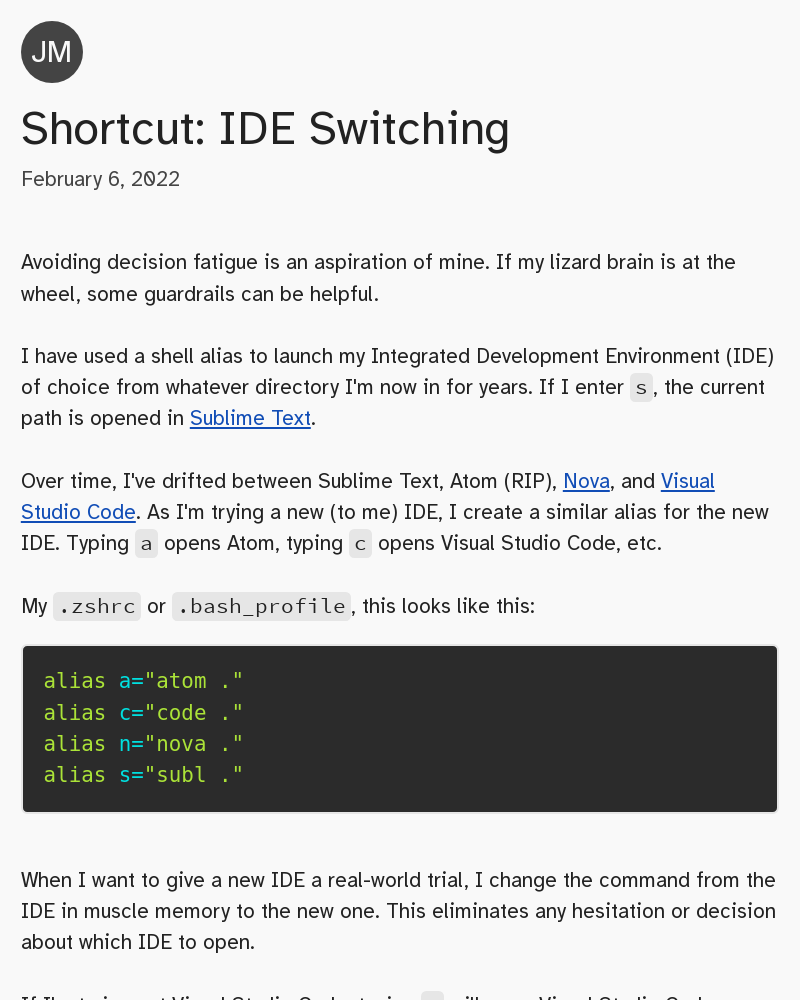 JM
Shortcut: IDE Switching
February 6, 2022
Avoiding decision fatigue is an aspiration of mine. If my lizard brain is at the
wheel, some guardrails can be helpful.
I have used a shell alias to launch my Integrated Development Environment (IDE)
of choice from whatever directory I'm now in for years. If I enter s, the current
path is opened in Sublime Text.
Over time, I've drifted between Sublime Text, Atom (RIP), Nova, and Visual
Studio Code. As I'm trying a new (to me) IDE, I create a similar alias for the new
IDE. Typing a opens Atom, typing c opens Visual Studio Code, etc.
My .zshrc or .bash_profile, this looks like this:
alias a="atom ."
alias c="code ."
alias n="nova ."
alias s="subl ."
When I want to give a new IDE a real-world trial, I change the command from the
IDE in muscle memory to the new one. This eliminates any hesitation or decision
about which IDE to open.